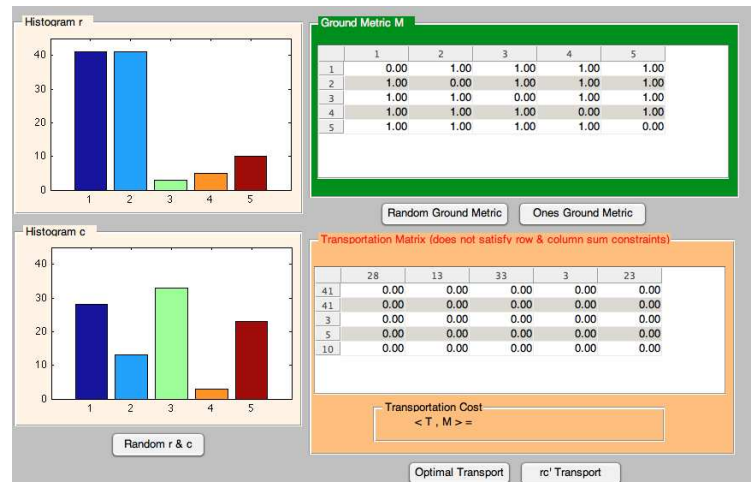 Histogram r
40
30
20
10
0
1 2 3 4 5
Ground Metric M
1 2 3 4 5
1 0.00 1.00 1.00 1.00 1.00
2 1.00 0.00 1.00 1.00 1.00
3 1.00 1.00 0.00 1.00 1.00
4 1.00 1.00 1.00 0.00 1.00
5 1.00 1.00 1.00 1.00 0.00
Random Ground Metric Ones Ground Metric
Histogram c
40
30
20
10
0
1 2 3 4 5
Random r & c
Transportation Matrix (does not satisfy row & column sum constraints)
28 13 33 3 23
41 0.00 0.00 0.00 0.00 0.00
41 0.00 0.00 0.00 0.00 0.00
3 0.00 0.00 0.00 0.00 0.00
5 0.00 0.00 0.00 0.00 0.00
10 0.00 0.00 0.00 0.00 0.00
Transportation Cost
< T , M > =
Optimal Transport rc' Transport